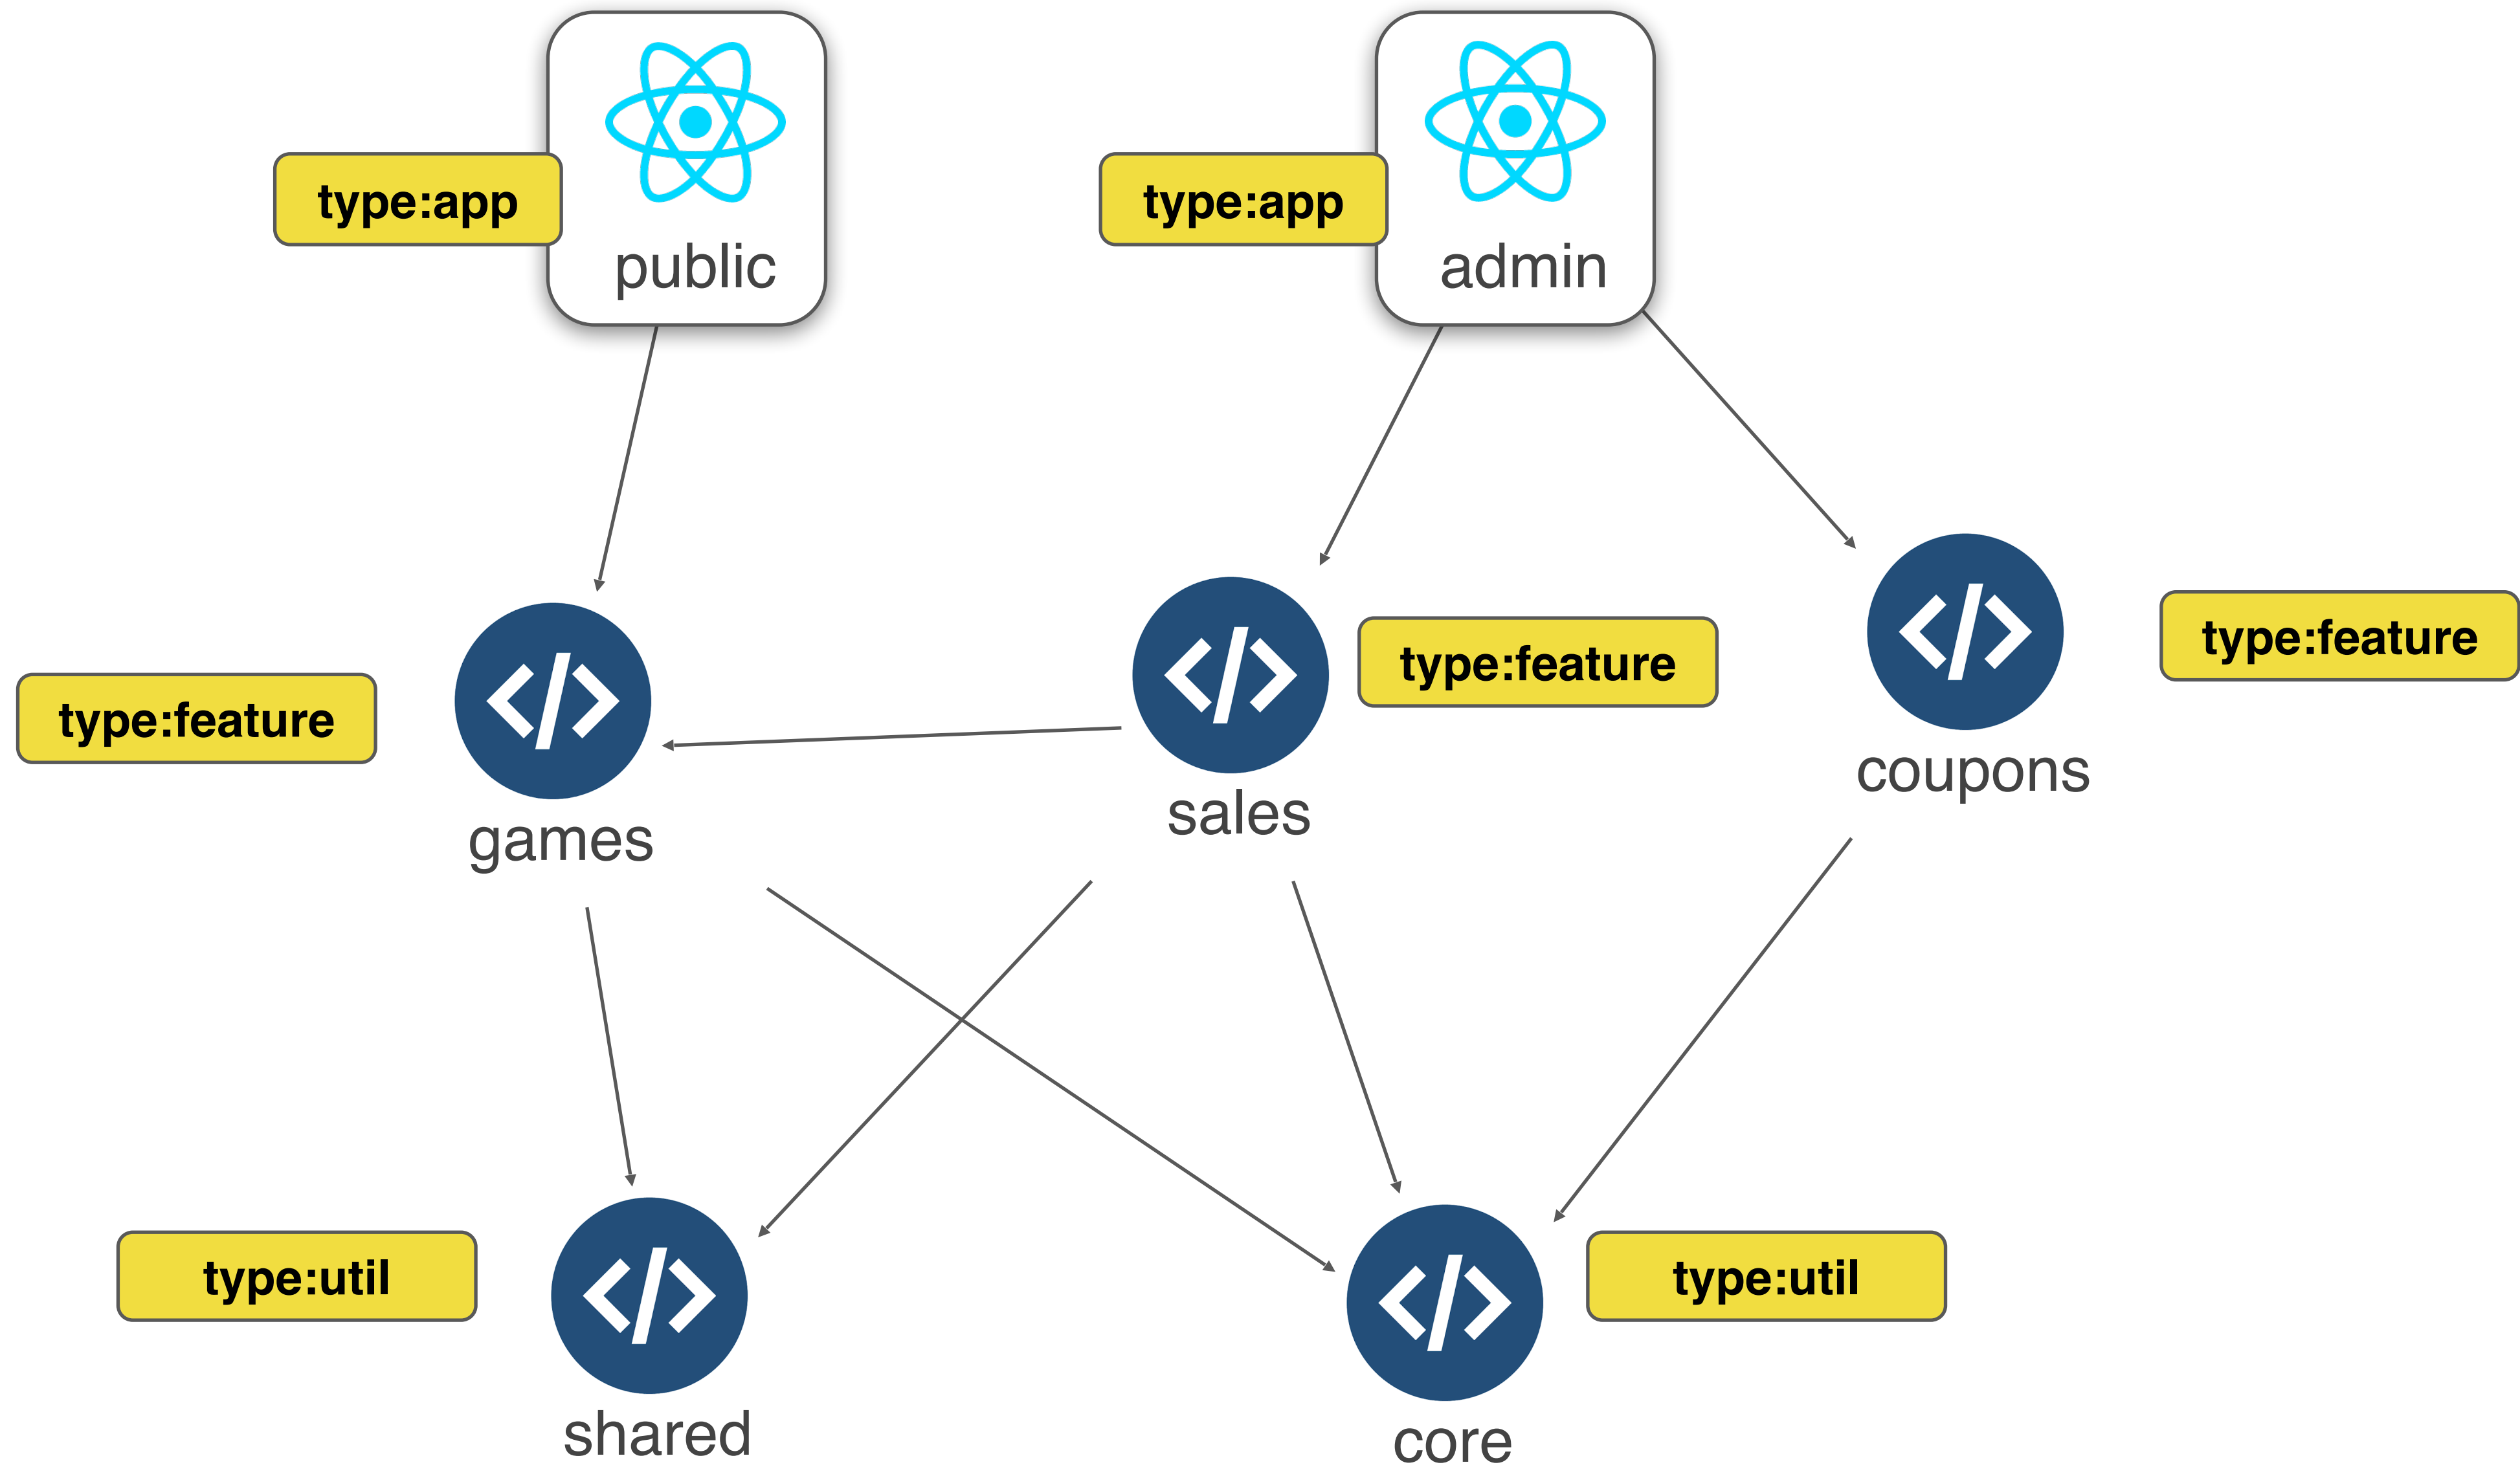 type:app
public
type:app
admin
type:feature
games
sales
type:feature
coupons
type:feature
type:util
shared
core
type:util